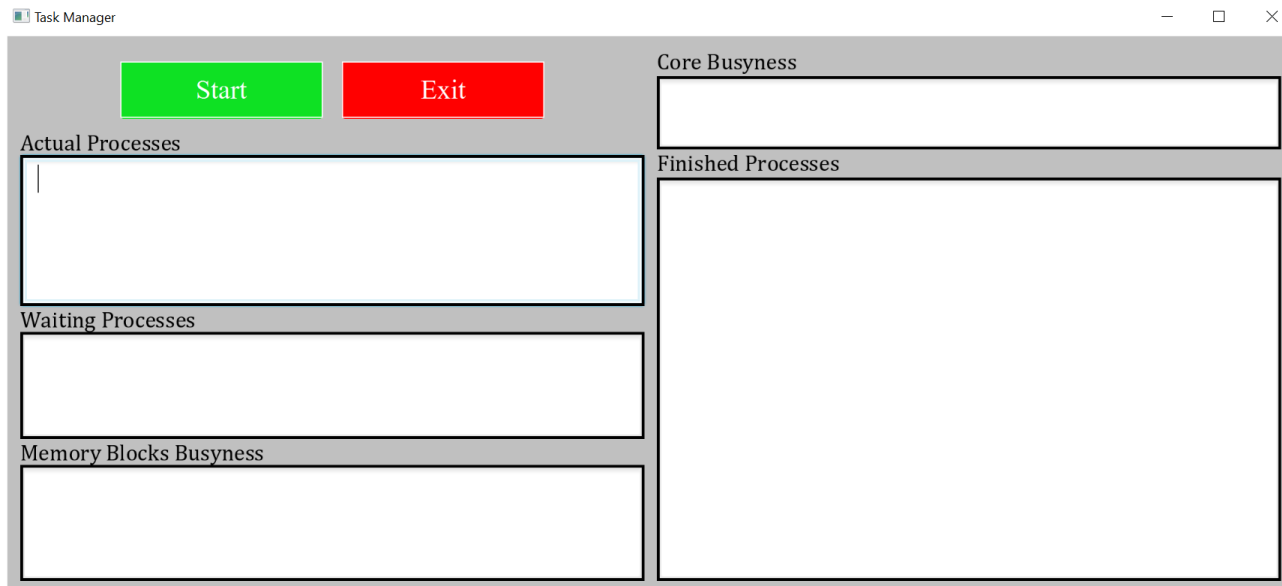 Task Manager
Start
Exit
Actual Processes
Waiting Processes
Memory Blocks Busyness
Core Busyness
Finished Processes